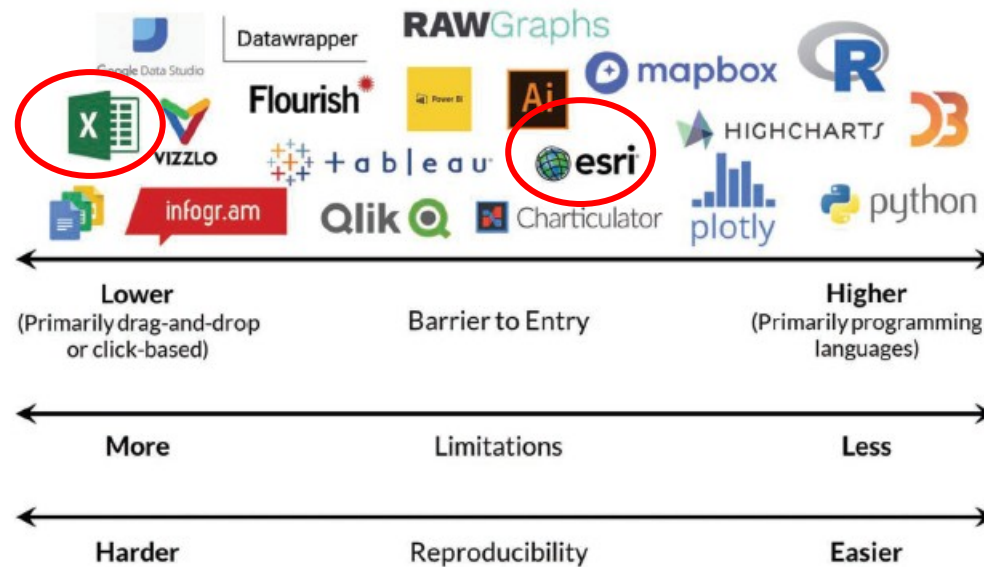 Google Data Studio
Datawrapper
RAWGraphs
mapbox
R
X
VIZZLO
Flourish
Power BI
Ai
HIGHCHARTS
D3
+ableau
esri
infogr.am
Qlik
Charticulator
plotly
python
Lower
(Primarily drag-and-drop
or click-based)
Barrier to Entry
Higher
(Primarily programming
languages)
More
Limitations
Less
Harder
Reproducibility
Easier